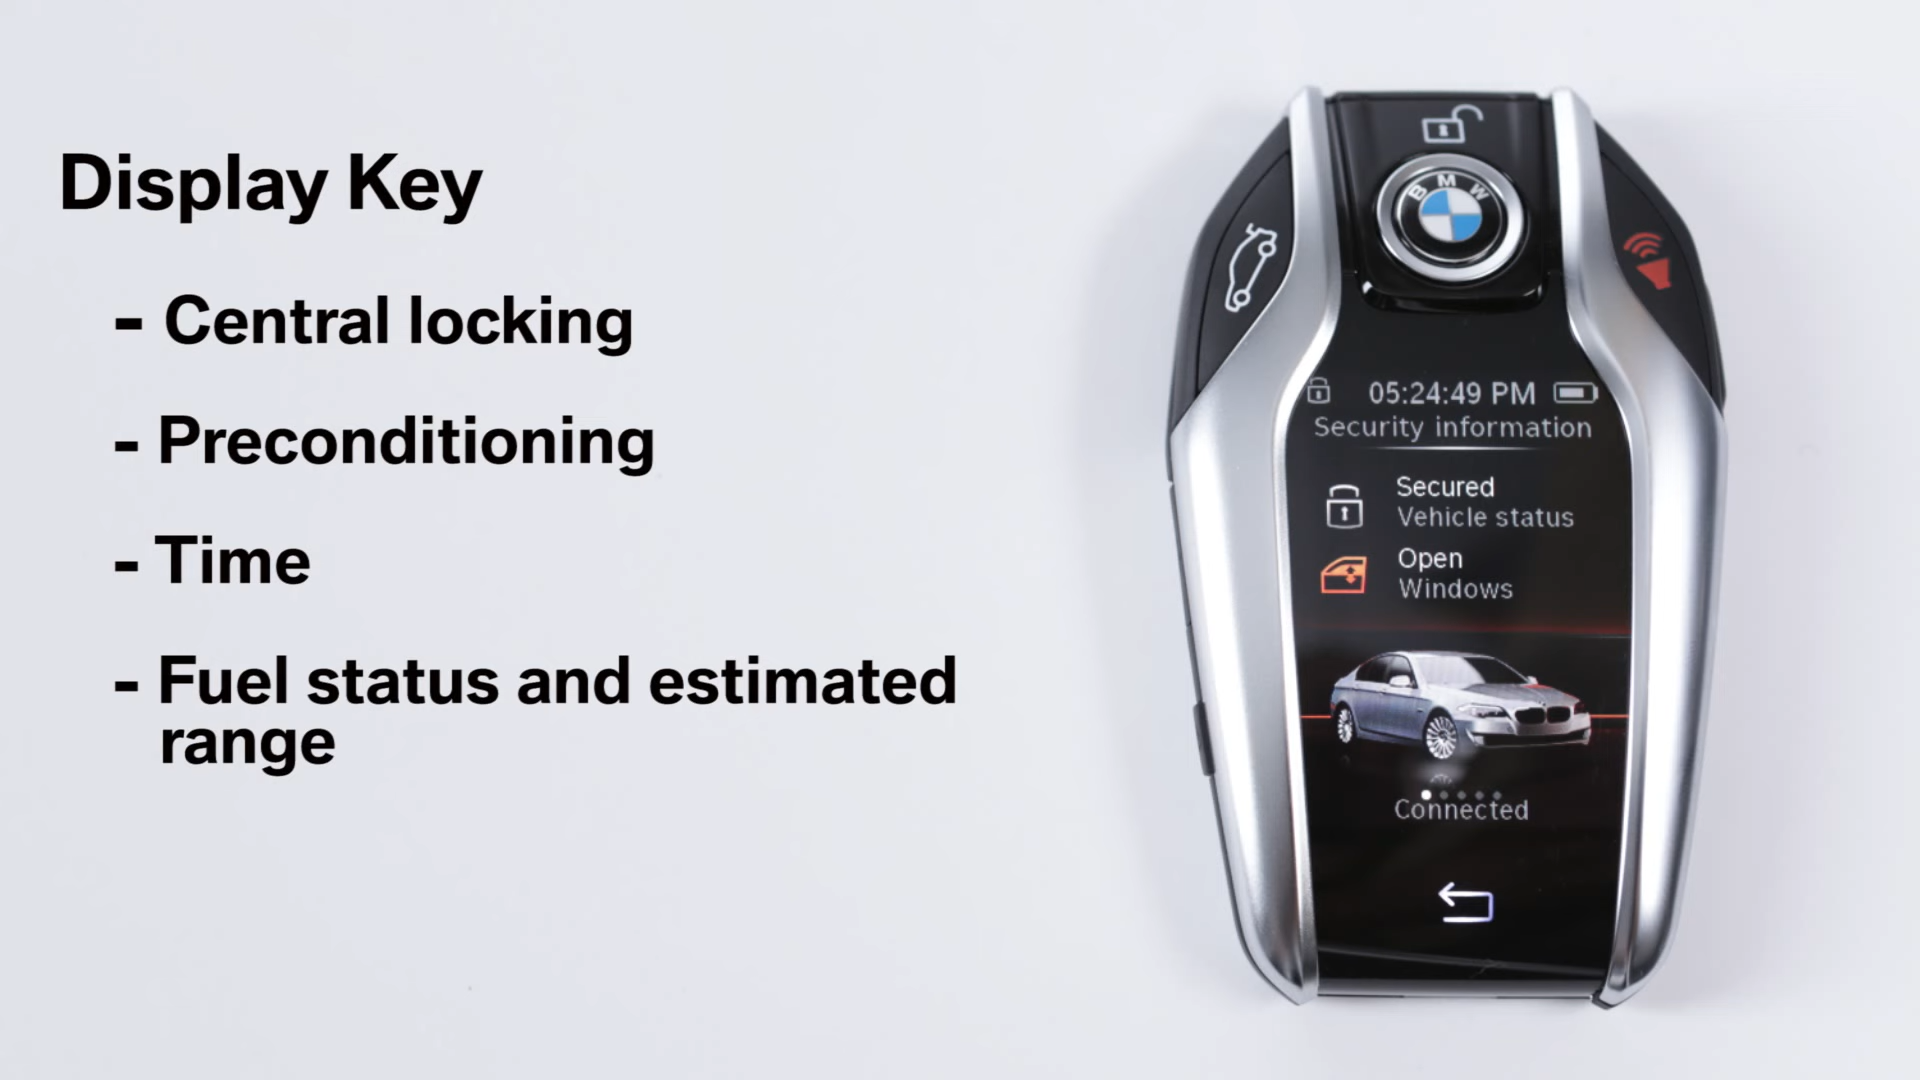 Display Key
- Central locking
- Preconditioning
- Time
- Fuel status and estimated
range
BMW
05:24:49 PM
Security information
Secured
Vehicle status
Open
Windows
Connected